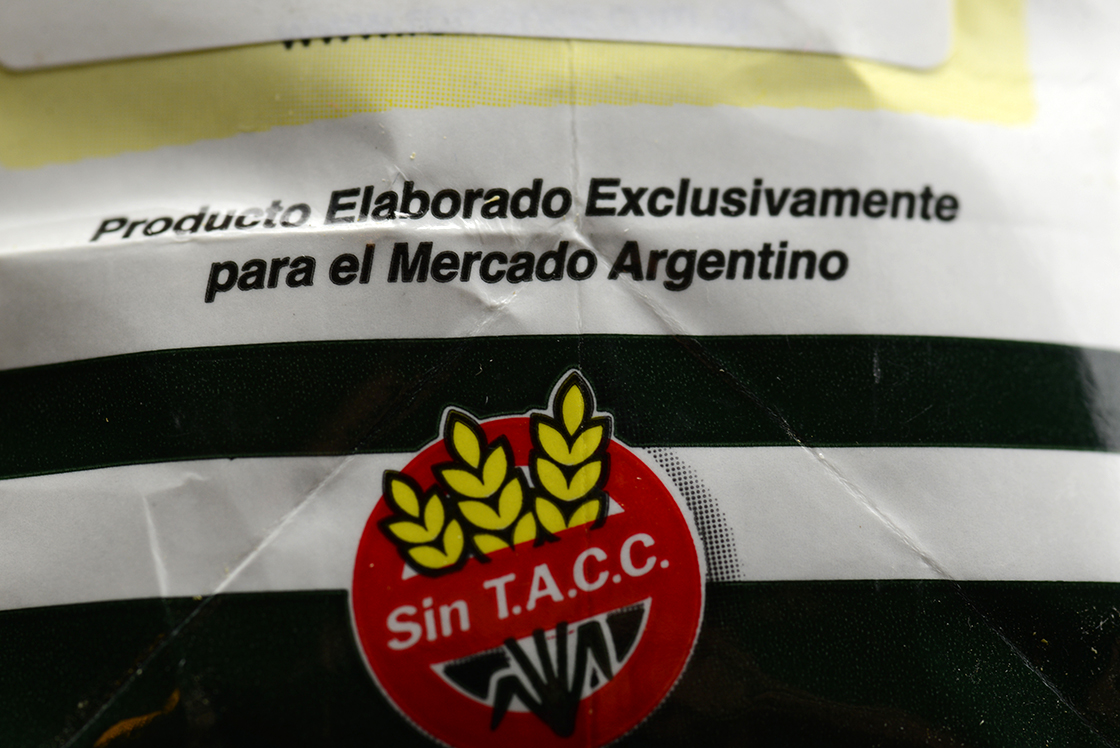 Producto Elaborado Exclusivamente
para el Mercado Argentino
Sin T.A.C.C.